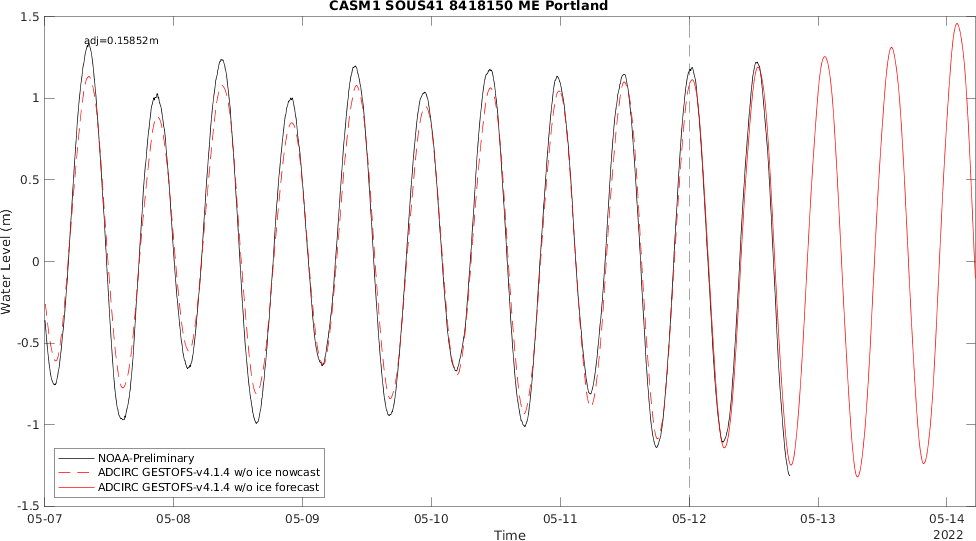 CASM1 SOUS41 8418150 ME Portland
adj=0.15852m
1.5
1
0.5
0
-0.5
-1
-1.5
Water Level (m)
NOAA-Preliminary
ADCIRC GESTOFS-v4.1.4 w/o ice nowcast
ADCIRC GESTOFS-v4.1.4 w/o ice forecast
05-07 05-08 05-09 05-10 05-11 05-12 05-13 05-14
Time
2022